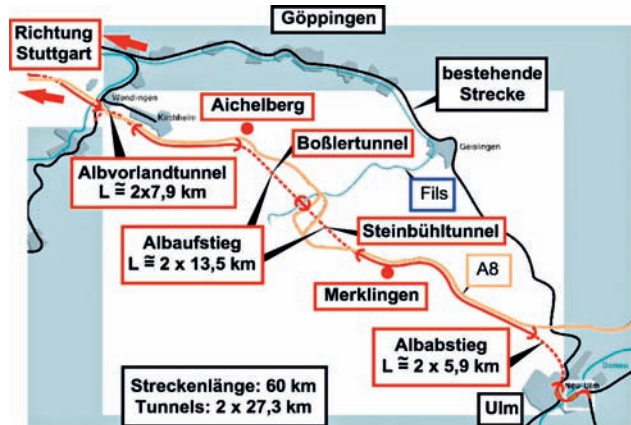 Göppingen
Richtung
Stuttgart
bestehende
Strecke
Wendlingen
Kirchheim
Aichelberg
Boßlertunnel
Geislingen
Albvorlandtunnel
L ≅ 2x7,9 km
Fils
Albaufstieg
L ≅ 2 x 13,5 km
Steinbühltunnel
A8
Merklingen
Albabstieg
L ≅ 2 x 5,9 km
Streckenlänge: 60 km
Tunnels: 2 x 27,3 km
Donau
Neu-Ulm
Ulm